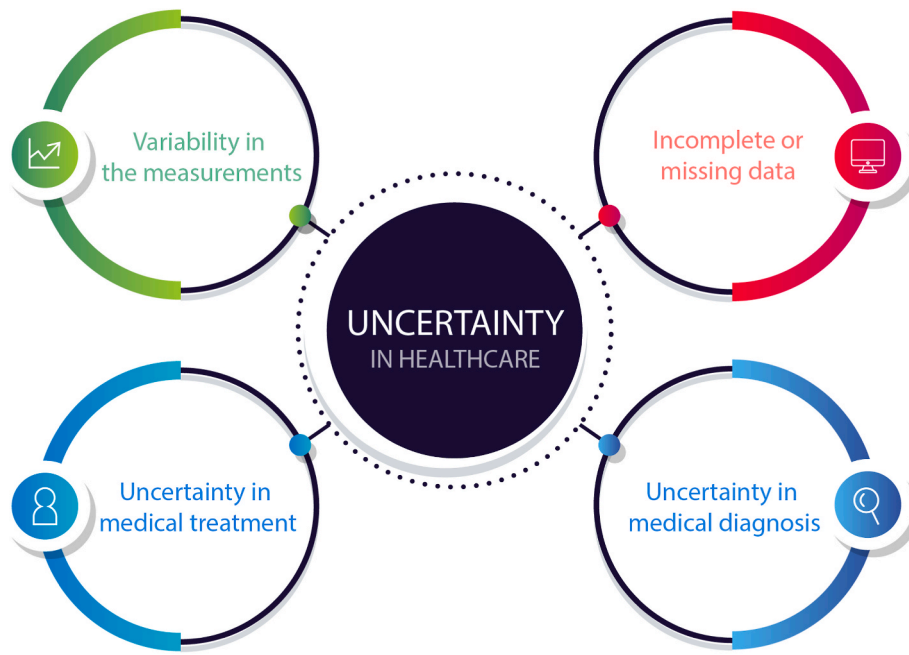 Variability in
the measurements
Incomplete or
missing data
UNCERTAINTY
IN HEALTHCARE
Uncertainty in
medical treatment
Uncertainty in
medical diagnosis